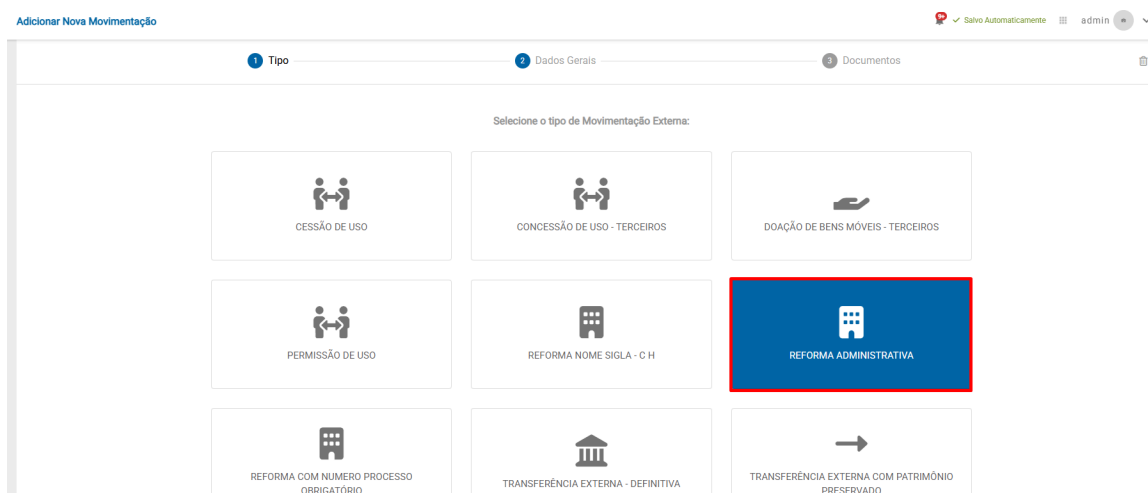 Adicionar Nova Movimentação
9+
Salvo Automaticamente
admin
1 Tipo
2 Dados Gerais
3 Documentos
Selecione o tipo de Movimentação Externa:
CESSÃO DE USO
CONCESSÃO DE USO - TERCEIROS
DOAÇÃO DE BENS MÓVEIS - TERCEIROS
PERMISSÃO DE USO
REFORMA NOME SIGLA - C H
REFORMA ADMINISTRATIVA
REFORMA COM NUMERO PROCESSO
OBRIGATÓRIO
TRANSFERÊNCIA EXTERNA - DEFINITIVA
TRANSFERÊNCIA EXTERNA COM PATRIMÔNIO
PRESERVADO